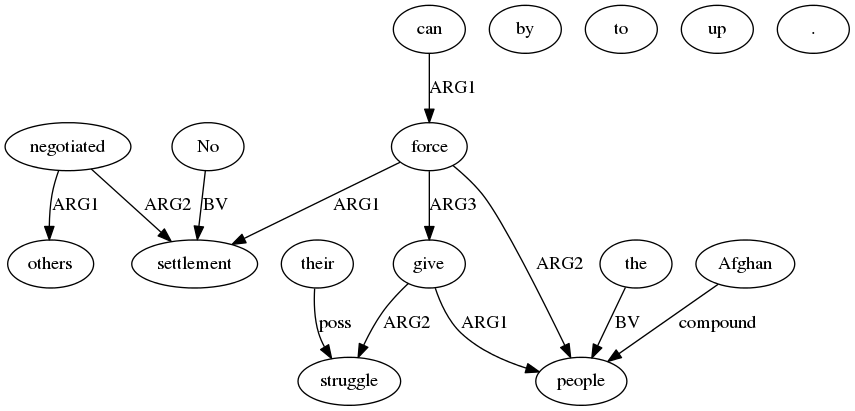 can by to up .
ARG1
negotiated No force
ARG1 ARG2 BV ARG1 ARG3 ARG2
others settlement their give the Afghan
poss ARG2 ARG1 BV compound
struggle people